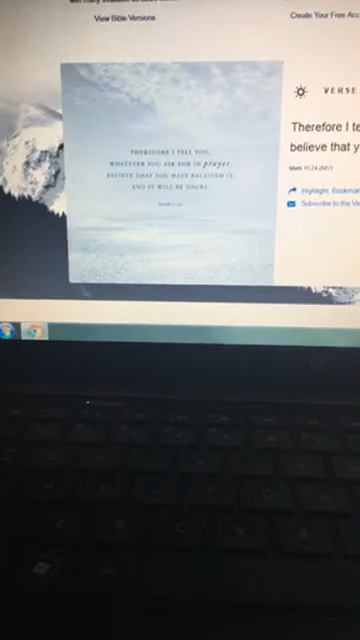 View Bible Versions
Create Your Free Acc
VERSE
THEREFORE I TELL YOU,
WHATEVER YOU ASK FOR in prayer,
BELIEVE THAT YOU HAVE RECEIVED IT,
AND IT WILL BE YOURS.
Therefore I te
believe that y
Mark 11:24 (NIV)
Highlight, Bookmar
Subscribe to the Ve